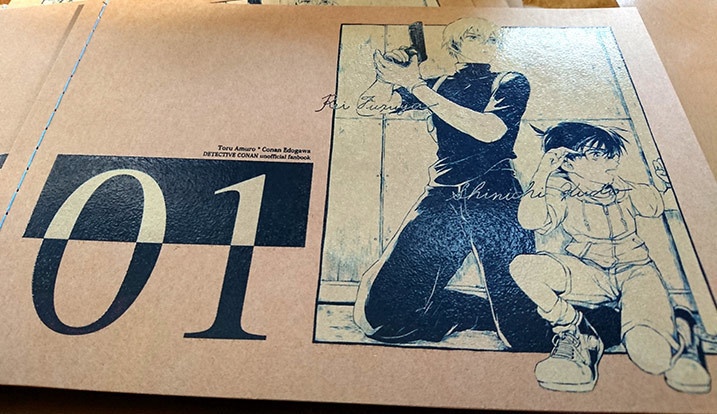 Rei Furuya
Toru Amuro * Conan Edogawa
DETECTIVE CONAN unofficial fanbook
Shinichi Kudo
01